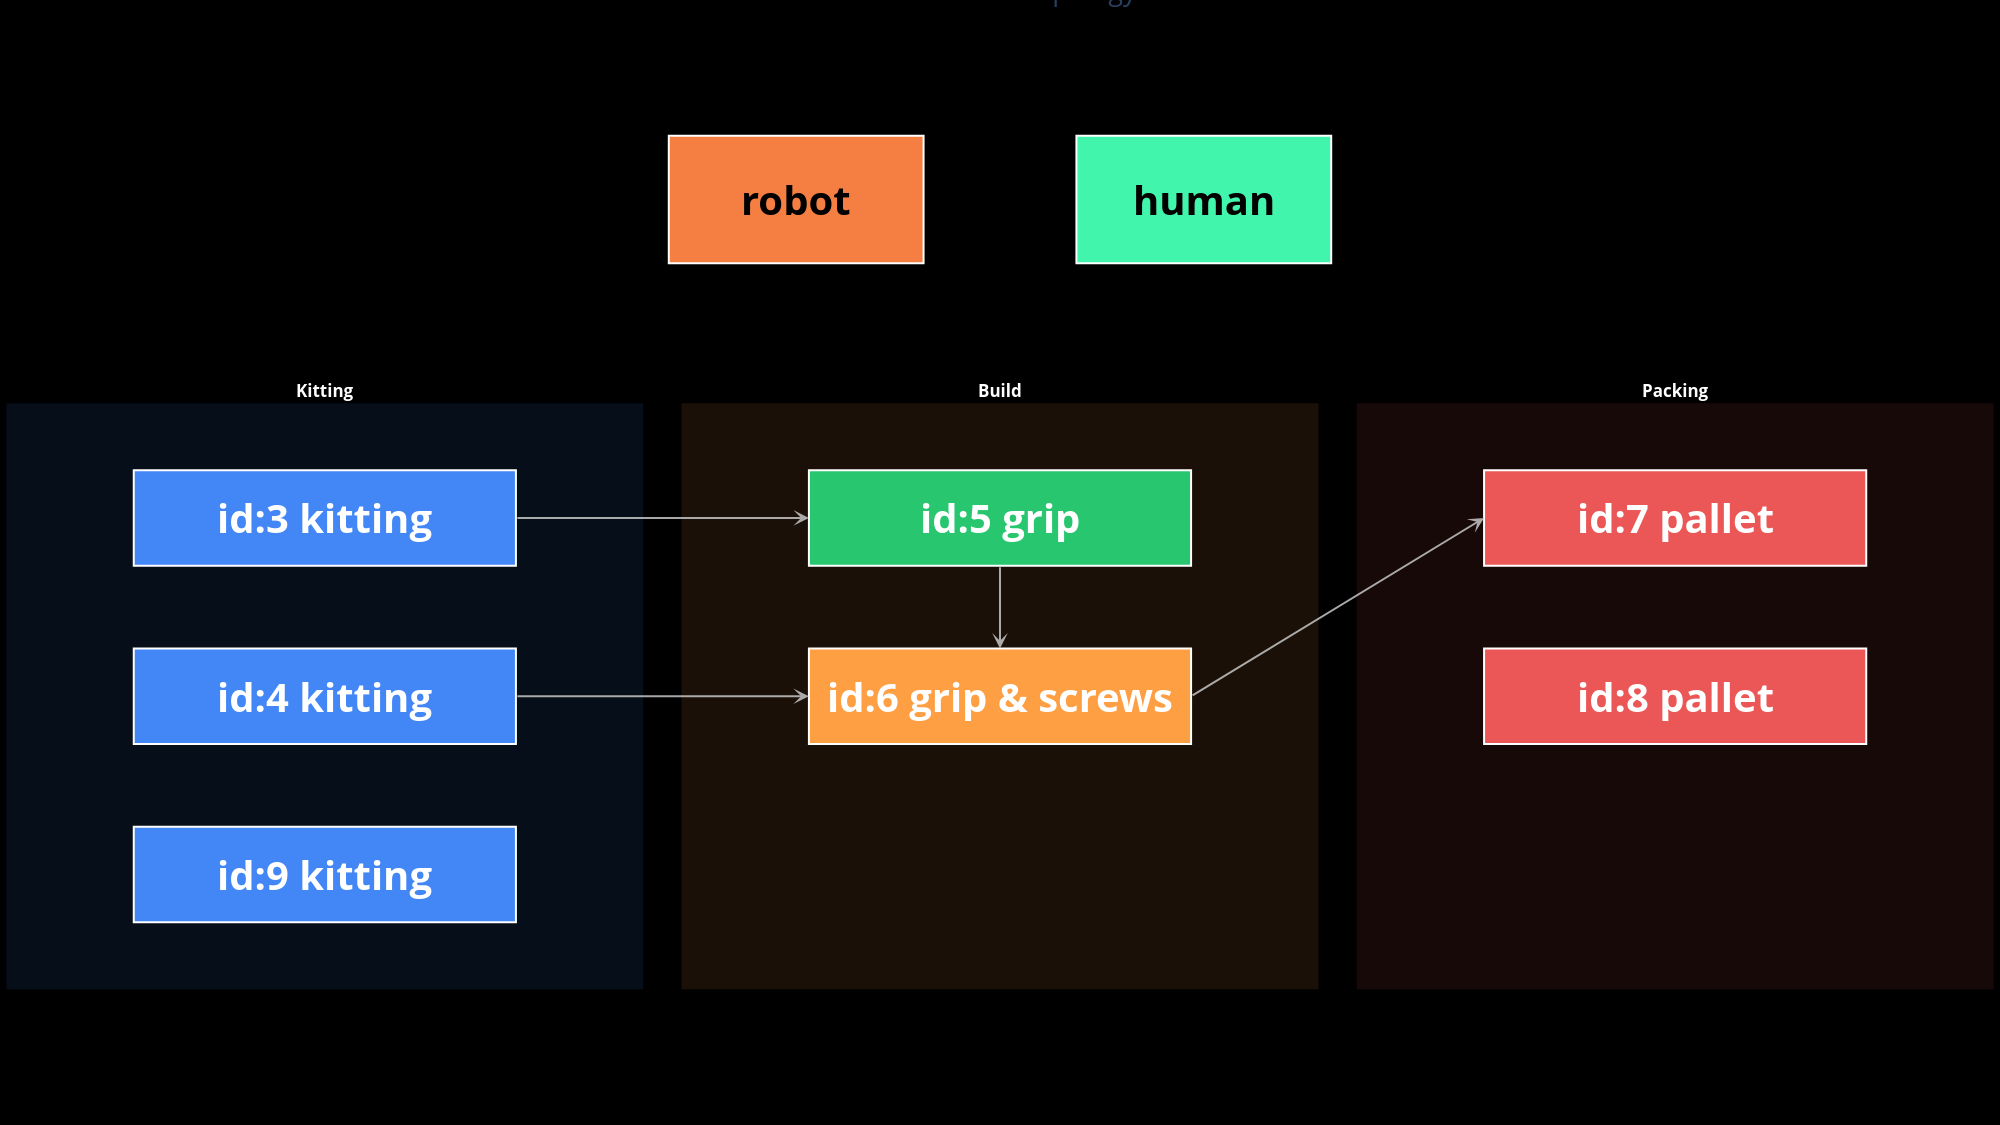 robot
human
Kitting
Build
Packing
id:3 kitting
id:5 grip
id:7 pallet
id:4 kitting
id:6 grip & screws
id:8 pallet
id:9 kitting